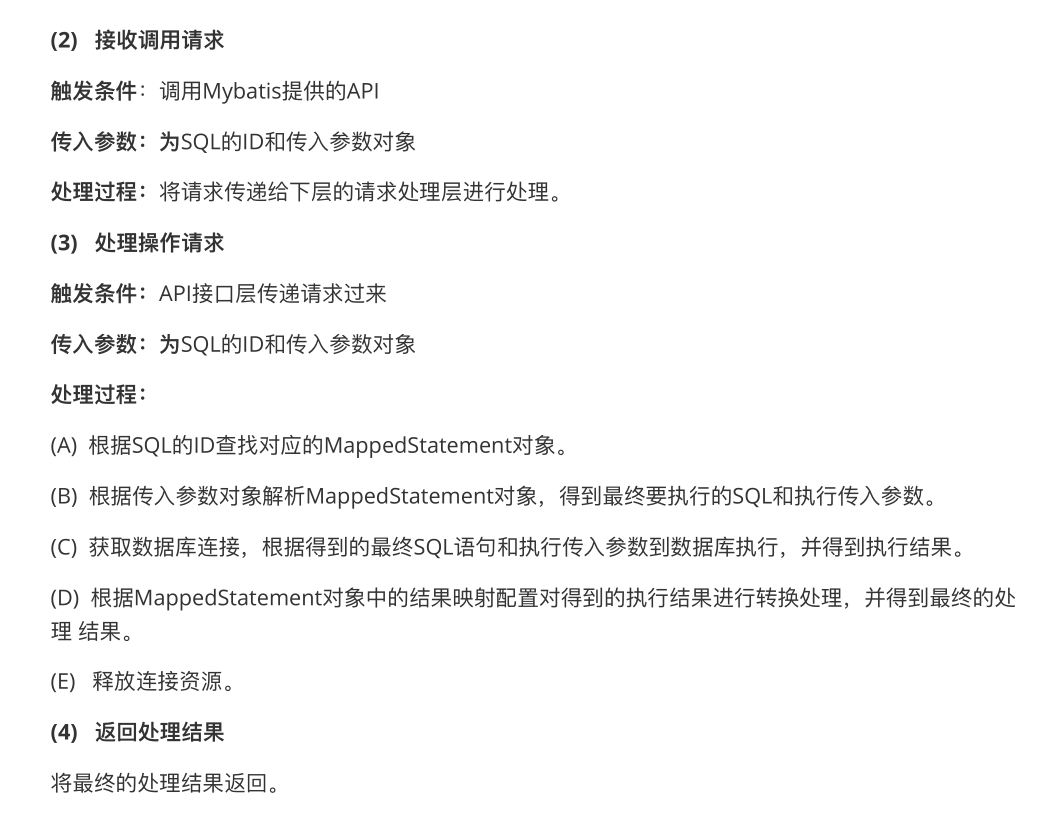 (2) 接收调用请求
触发条件：调用Mybatis提供的API
传入参数：为SQL的ID和传入参数对象
处理过程：将请求传递给下层的请求处理层进行处理。
(3) 处理操作请求
触发条件：API接口层传递请求过来
传入参数：为SQL的ID和传入参数对象
处理过程：
(A) 根据SQL的ID查找对应的MappedStatement对象。
(B) 根据传入参数对象解析MappedStatement对象，得到最终要执行的SQL和执行传入参数。
(C) 获取数据库连接，根据得到的最终SQL语句和执行传入参数到数据库执行，并得到执行结果。
(D) 根据MappedStatement对象中的结果映射配置对得到的执行结果进行转换处理，并得到最终的处
理 结果。
(E) 释放连接资源。
(4) 返回处理结果
将最终的处理结果返回。